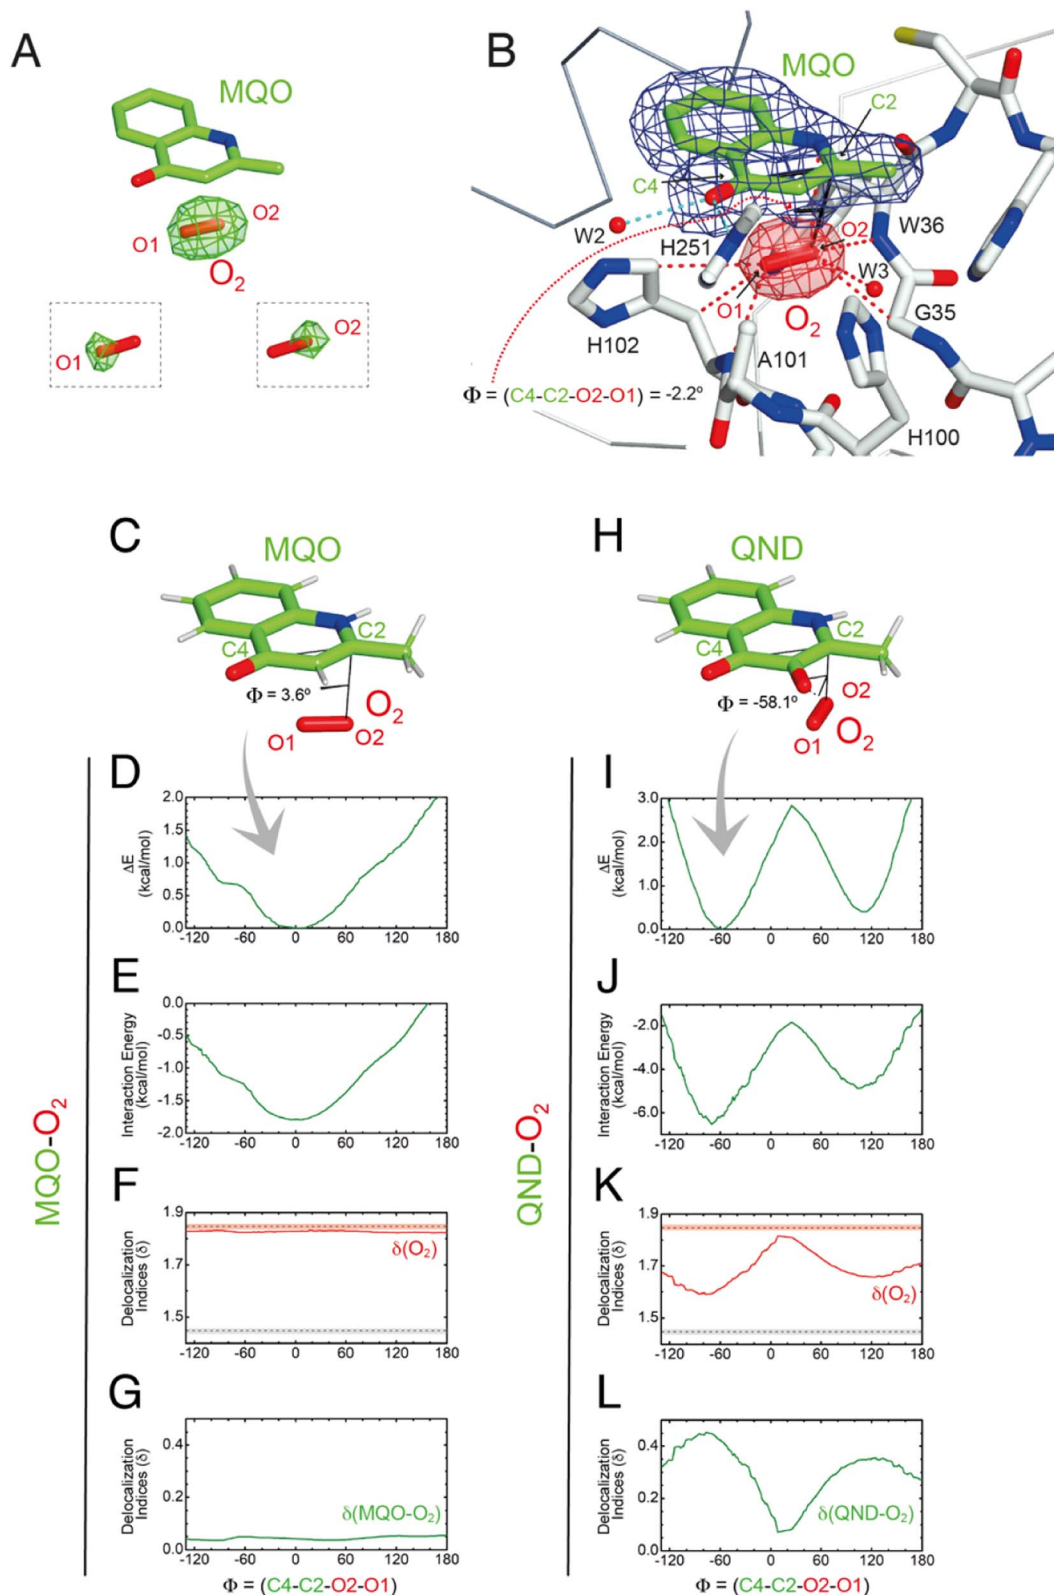 A
MQO
O2
O1
O₂
O1
O2
B
MQO
C2
C4
W2
H251
O2
W36
W3
O1
O₂
G35
H102
A101
Φ = (C4-C2-O2-O1) = -2.2º
H100
C
MQO
C2
C4
Φ = 3.6º
O₂
O1
O2
H
QND
C2
C4
O2
Φ = -58.1º
O₂
O1
MQO-O₂
D
ΔE
(kcal/mol)
2.0
1.5
1.0
0.5
0.0
-120 -60 0 60 120 180
E
Interaction Energy
(kcal/mol)
0.0
-0.5
-1.0
-1.5
-2.0
-120 -60 0 60 120 180
F
Delocalization
Indices (δ)
1.9
1.7
1.5
δ(O₂)
-120 -60 0 60 120 180
G
Delocalization
Indices (δ)
0.4
0.2
0.0
δ(MQO-O₂)
-120 -60 0 60 120 180
Φ = (C4-C2-O2-O1)
QND-O₂
I
ΔE
(kcal/mol)
3.0
2.0
1.0
0.0
-120 -60 0 60 120 180
J
Interaction Energy
(kcal/mol)
-2.0
-4.0
-6.0
-120 -60 0 60 120 180
K
Delocalization
Indices (δ)
1.9
1.7
1.5
δ(O₂)
-120 -60 0 60 120 180
L
Delocalization
Indices (δ)
0.4
0.2
0.0
δ(QND-O₂)
-120 -60 0 60 120 180
Φ = (C4-C2-O2-O1)